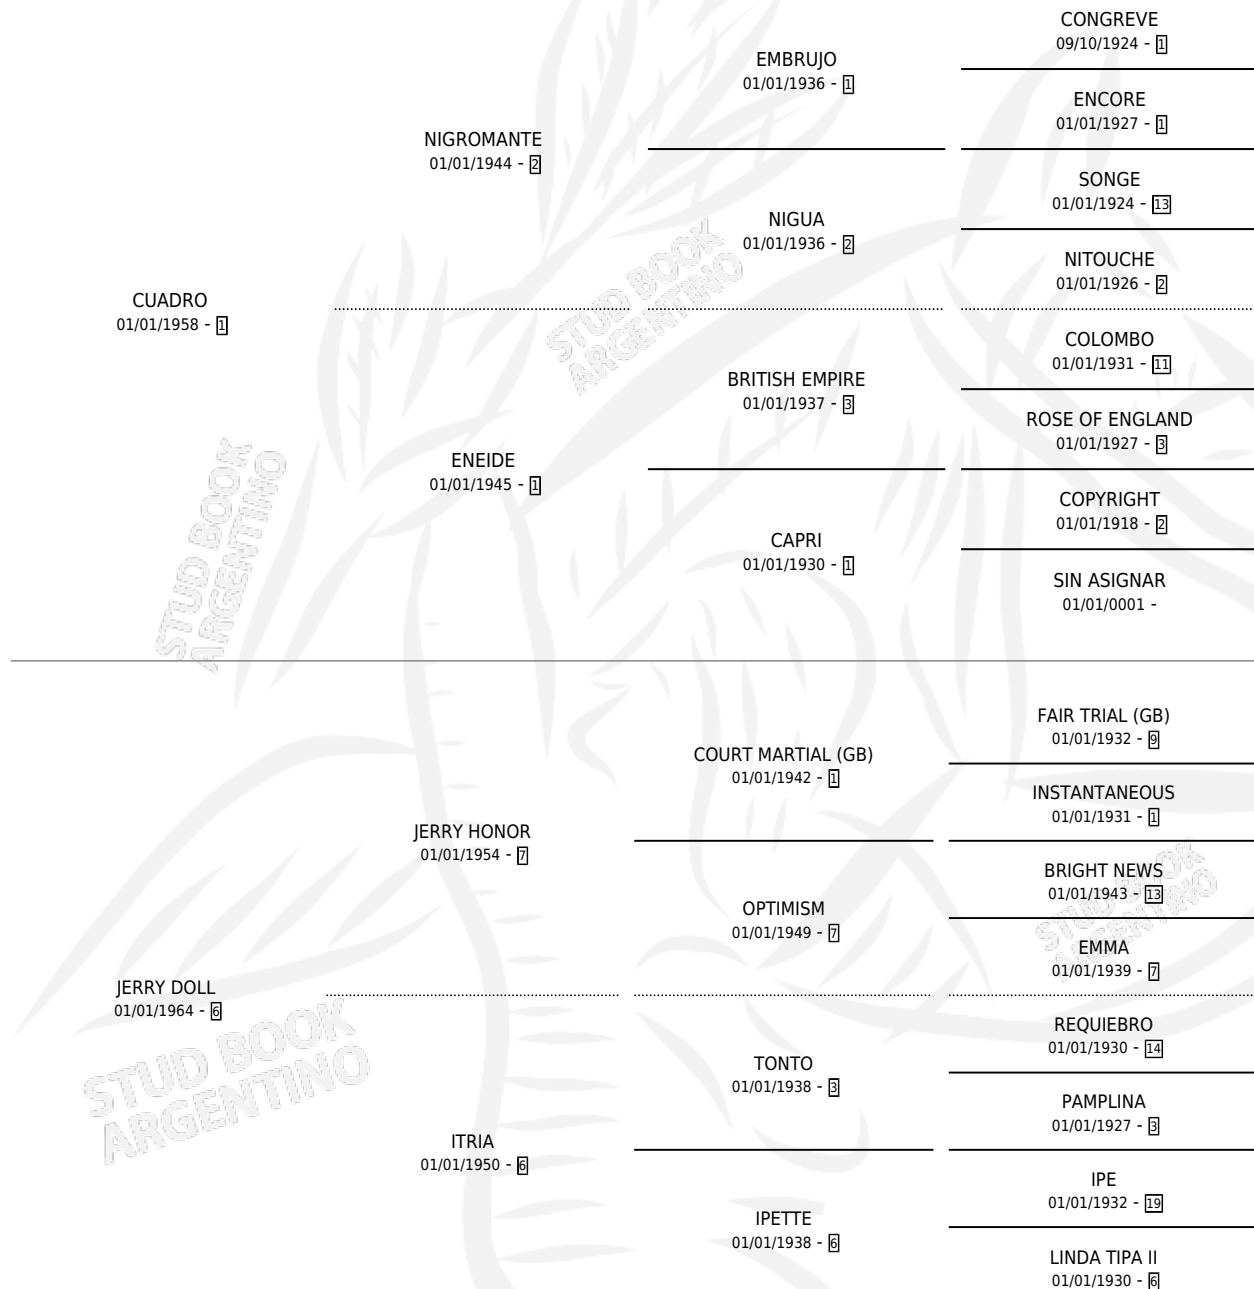 CONGREVE
09/10/1924 - 1
EMBRUJO
01/01/1936 - 1
ENCORE
01/01/1927 - 1
NIGROMANTE
01/01/1944 - 2
SONGE
01/01/1924 - 13
NIGUA
01/01/1936 - 2
NITOUCHE
01/01/1926 - 2
CUADRO
01/01/1958 - 1
COLOMBO
01/01/1931 - 11
BRITISH EMPIRE
01/01/1937 - 3
ROSE OF ENGLAND
01/01/1927 - 3
ENEIDE
01/01/1945 - 1
COPYRIGHT
01/01/1918 - 2
CAPRI
01/01/1930 - 1
SIN ASIGNAR
01/01/0001 -
FAIR TRIAL (GB)
01/01/1932 - 9
COURT MARTIAL (GB)
01/01/1942 - 1
INSTANTANEOUS
01/01/1931 - 1
JERRY HONOR
01/01/1954 - 7
BRIGHT NEWS
01/01/1943 - 13
OPTIMISM
01/01/1949 - 7
EMMA
01/01/1939 - 7
JERRY DOLL
01/01/1964 - 6
REQUIEBRO
01/01/1930 - 14
TONTO
01/01/1938 - 3
PAMPLINA
01/01/1927 - 3
ITRIA
01/01/1950 - 6
IPE
01/01/1932 - 19
IPETTE
01/01/1938 - 6
LINDA TIPA II
01/01/1930 - 6
STUD BOOK
ARGENTINO
STUD BOOK
ARGENTINO
STUD BOOK
ARGENTINO
STUD BOOK
ARGENTINO